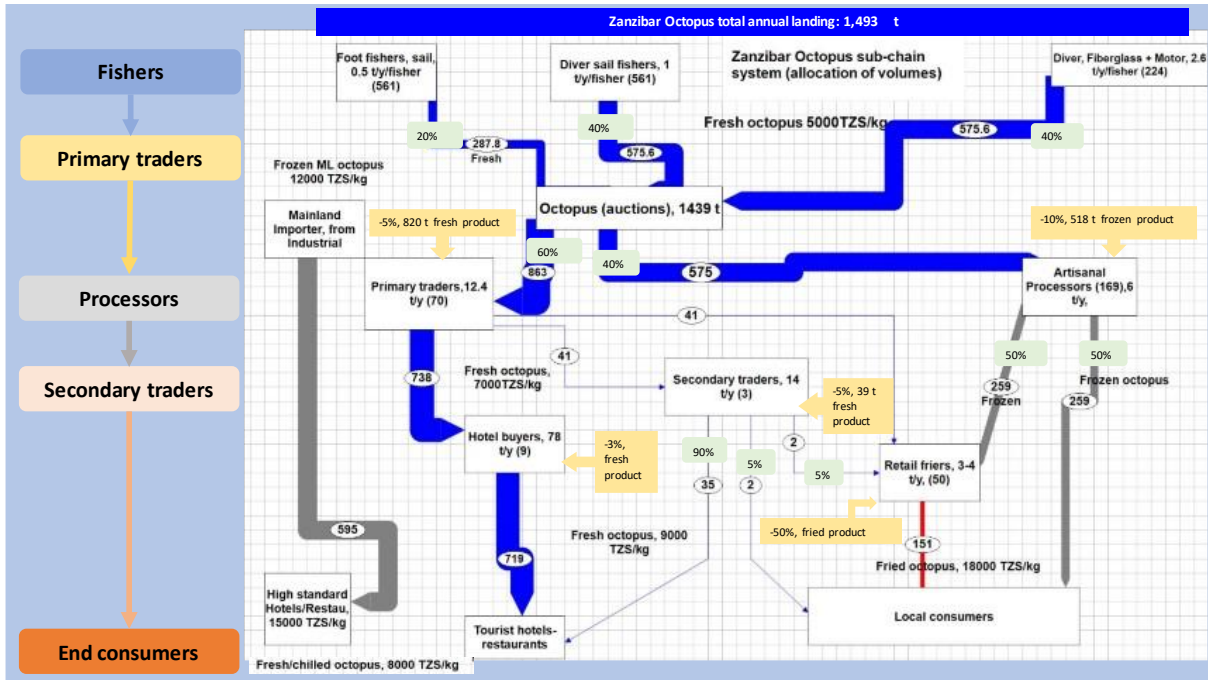 Zanzibar Octopus total annual landing: 1,493 t
Fishers
Primary traders
Processors
Secondary traders
End consumers
Foot fishers, sail,
0.5 t/y/fisher
(561)
Diver sail fishers, 1
t/y/fisher (561)
Zanzibar Octopus sub-chain
system (allocation of volumes)
Diver, Fiberglass + Motor, 2.6
t/y/fisher (224)
20%
287.8
Fresh
40%
575.6
Fresh octopus 5000TZS/kg
575.6
40%
Frozen ML octopus
12000 TZS/kg
Octopus (auctions), 1439 t
Mainland
Importer, from
Industrial
-5%, 820 t fresh product
-10%, 518 t frozen product
60%
863
40%
575
Primary traders,12.4
t/y (70)
Artisanal
Processors (169),6
t/y,
41
41
738
Fresh octopus,
7000TZS/kg
Secondary traders, 14
t/y (3)
-5%, 39 t
fresh
product
50%
259
Frozen
50%
Frozen octopus
259
Hotel buyers, 78
t/y (9)
-3%,
fresh
product
90%
35
5%
2
2
5%
Retail friers, 3-4
t/y, (50)
595
719
Fresh octopus, 9000
TZS/kg
-50%, fried product
151
Fried octopus, 18000 TZS/kg
High standard
Hotels/Restau,
15000 TZS/kg
Tourist hotels-
restaurants
Local consumers
Fresh/chilled octopus, 8000 TZS/kg